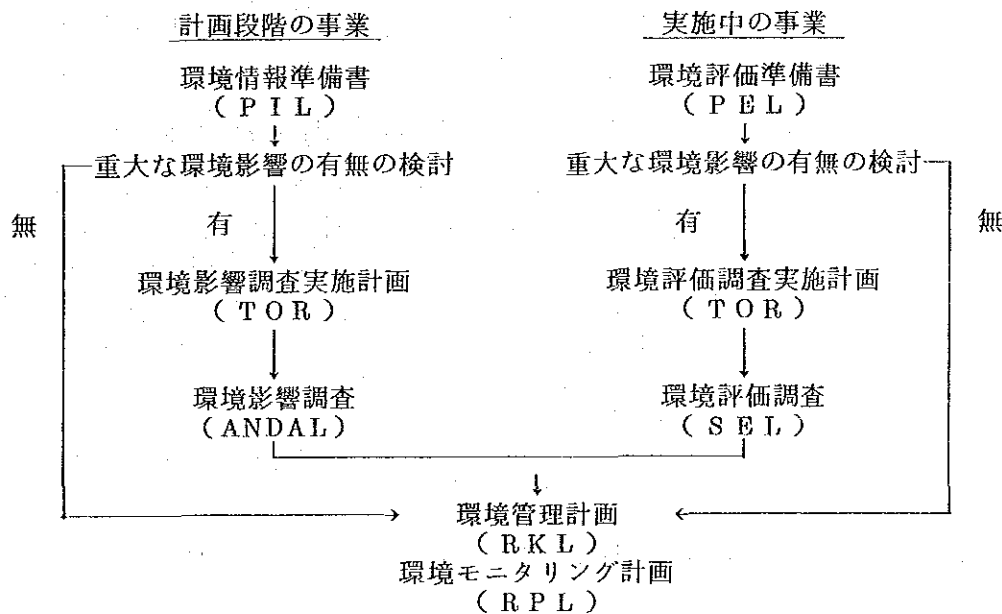 計画段階の事業
実施中の事業
環境情報準備書
(PIL)
環境評価準備書
(PEL)
重大な環境影響の有無の検討
重大な環境影響の有無の検討
無
有
有
無
環境影響調査実施計画
(TOR)
環境評価調査実施計画
(TOR)
環境影響調査
(ANDAL)
環境評価調査
(SEL)
環境管理計画
(RKL)
環境モニタリング計画
(RPL)